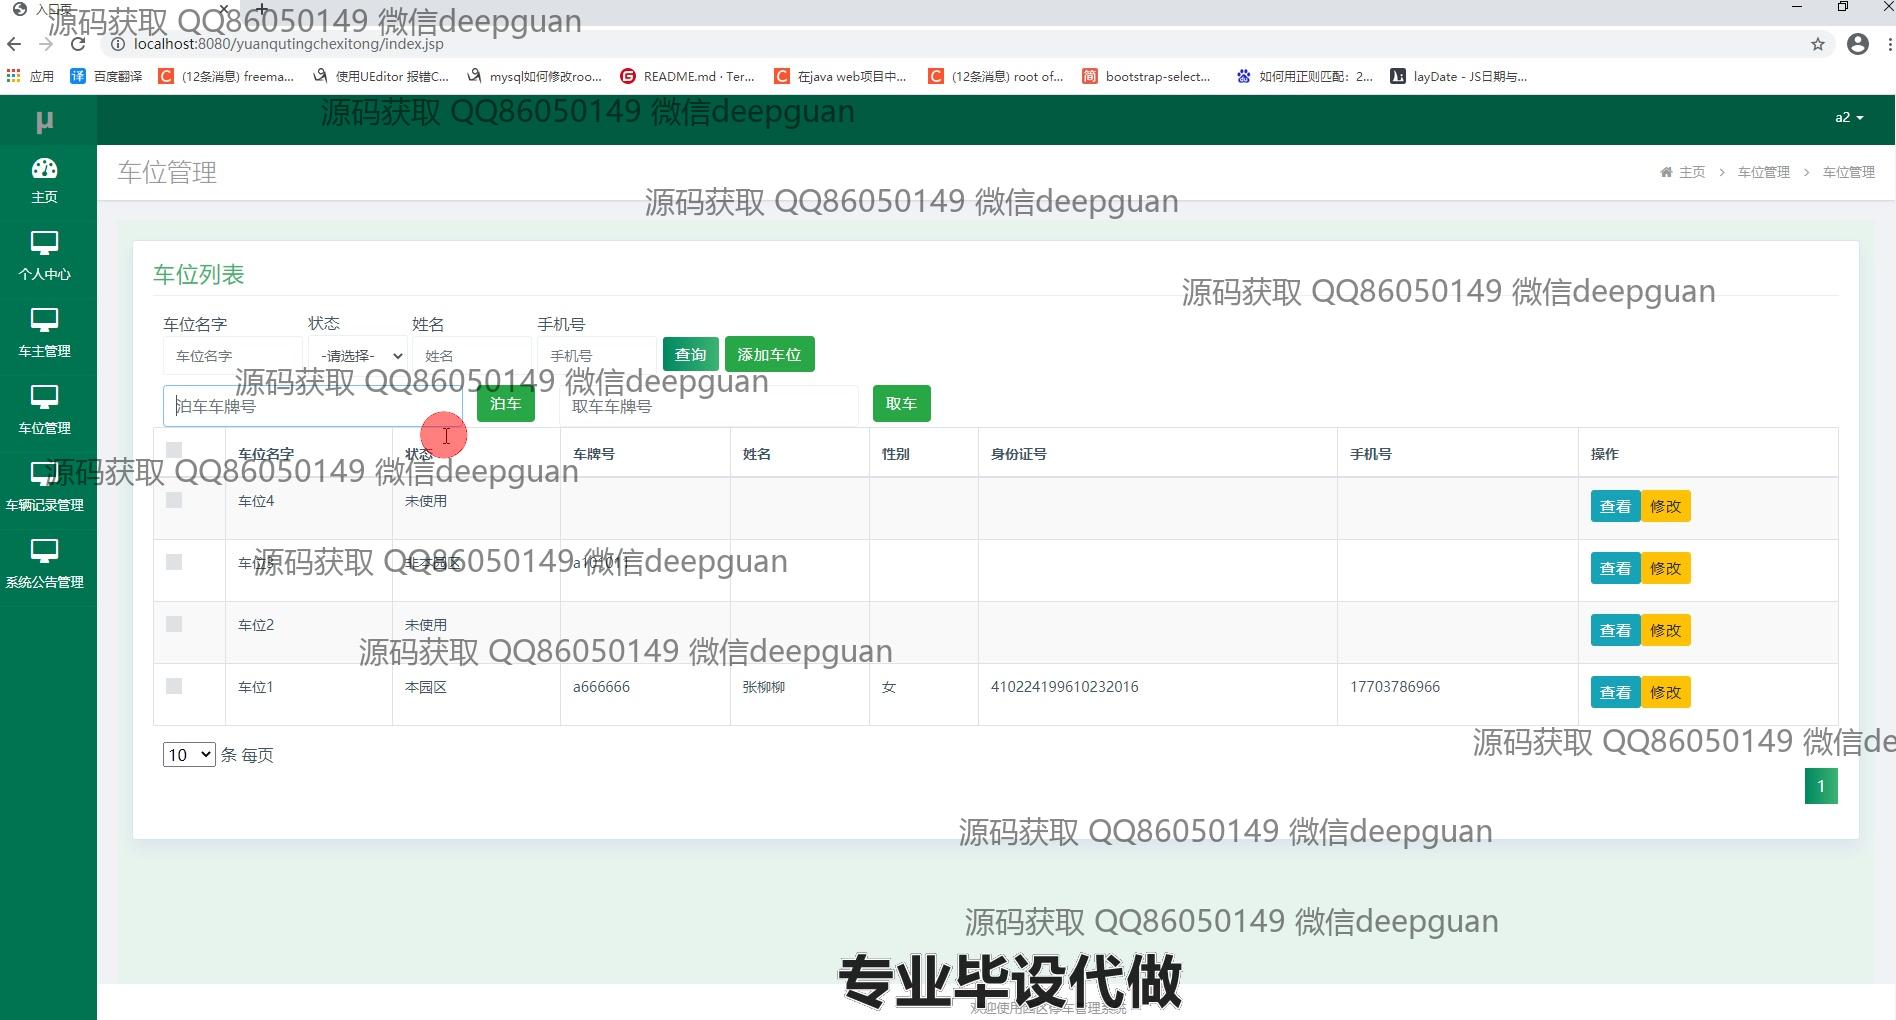 入口页
源码获取 QQ86050149 微信deepguan
localhost:8080/yuanqutingchexitong/index.jsp
应用 百度翻译 (12条消息) freema... 使用UEditor 报错C... mysql如何修改roo... README.md · Ter... 在java web项目中... (12条消息) root of... bootstrap-select... 如何用正则匹配：2... layDate - JS日期与...
μ 源码获取 QQ86050149 微信deepguan a2
主页
个人中心
车主管理
车位管理
车辆记录管理
系统公告管理
车位管理 主页 > 车位管理 > 车位管理
源码获取 QQ86050149 微信deepguan
车位列表
源码获取 QQ86050149 微信deepguan
车位名字 状态 姓名 手机号
车位名字 -请选择- 姓名 手机号 查询 添加车位
源码获取 QQ86050149 微信deepguan
泊车车牌号 泊车 取车车牌号 取车
车位名字 状态 车牌号 姓名 性别 身份证号 手机号 操作
源码获取 QQ86050149 微信deepguan
车位4 未使用 查看 修改
源码获取 QQ86050149 微信deepguan
非本园区 查看 修改
车位2 未使用 查看 修改
源码获取 QQ86050149 微信deepguan
车位1 本园区 a666666 张柳柳 女 410224199610232016 17703786966 查看 修改
源码获取 QQ86050149 微信de
10 条 每页
1
源码获取 QQ86050149 微信deepguan
源码获取 QQ86050149 微信deepguan
专业毕设代做
欢迎使用园区停车管理系统